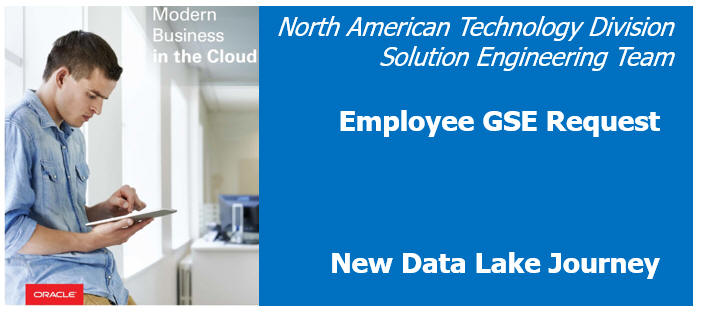 Modern
Business
in the Cloud
North American Technology Division
Solution Engineering Team
Employee GSE Request
New Data Lake Journey
ORACLE